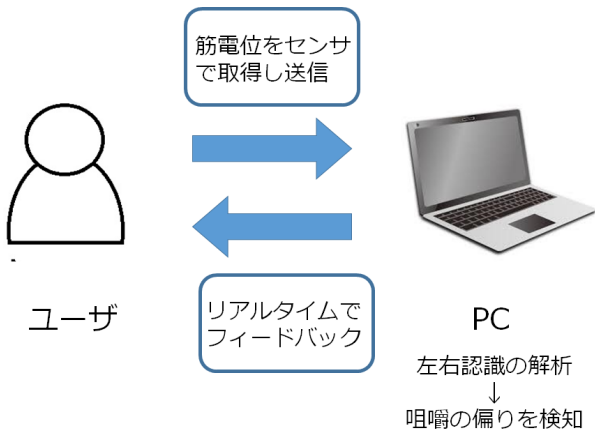 筋電位をセンサ
で取得し送信
リアルタイムで
フィードバック
ユーザ
PC
左右認識の解析
↓
咀嚼の偏りを検知